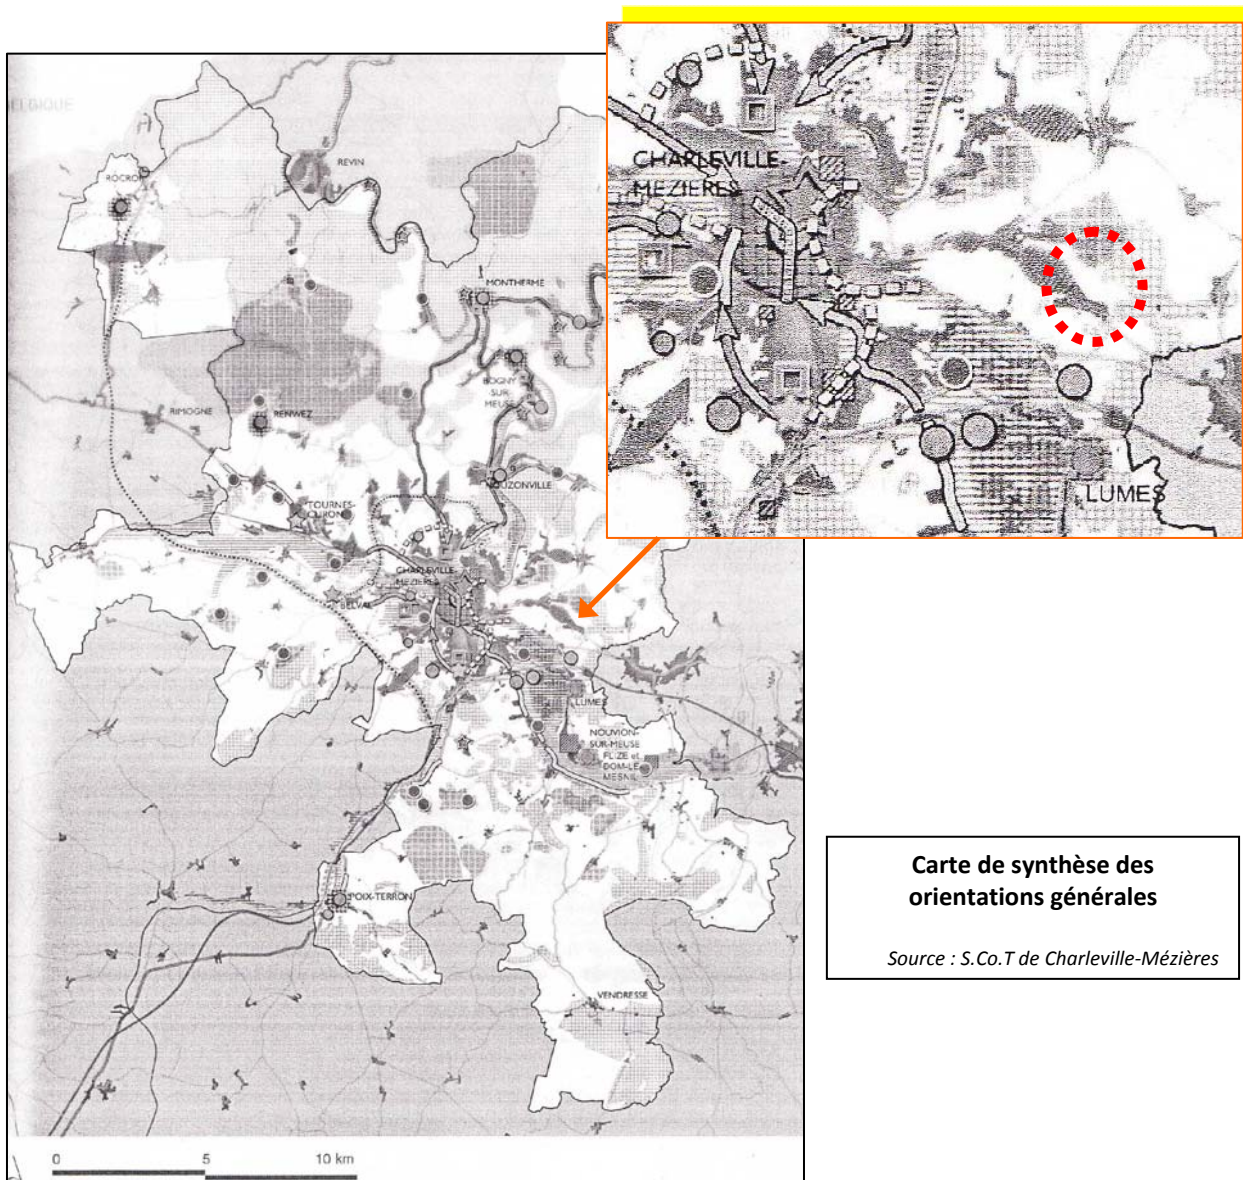 BELGIQUE
ROCROI
REVIN
MONTHERME
BOGNY
SUR
MEUSE
RIMOGNE
RENWEZ
NOUZONVILLE
TOURNES-
CLIRON
CHARLEVILLE-
MEZIERES
BELVAL
LUMES
NOUVION-
SUR-MEUSE
FLIZE et
DOM-LE
MESNIL
POIX-TERRON
VENDRESSE
0 5 10 km
CHARLEVILLE-
MEZIERES
LUMES
Carte de synthèse des
orientations générales
Source : S.Co.T de Charleville-Mézières